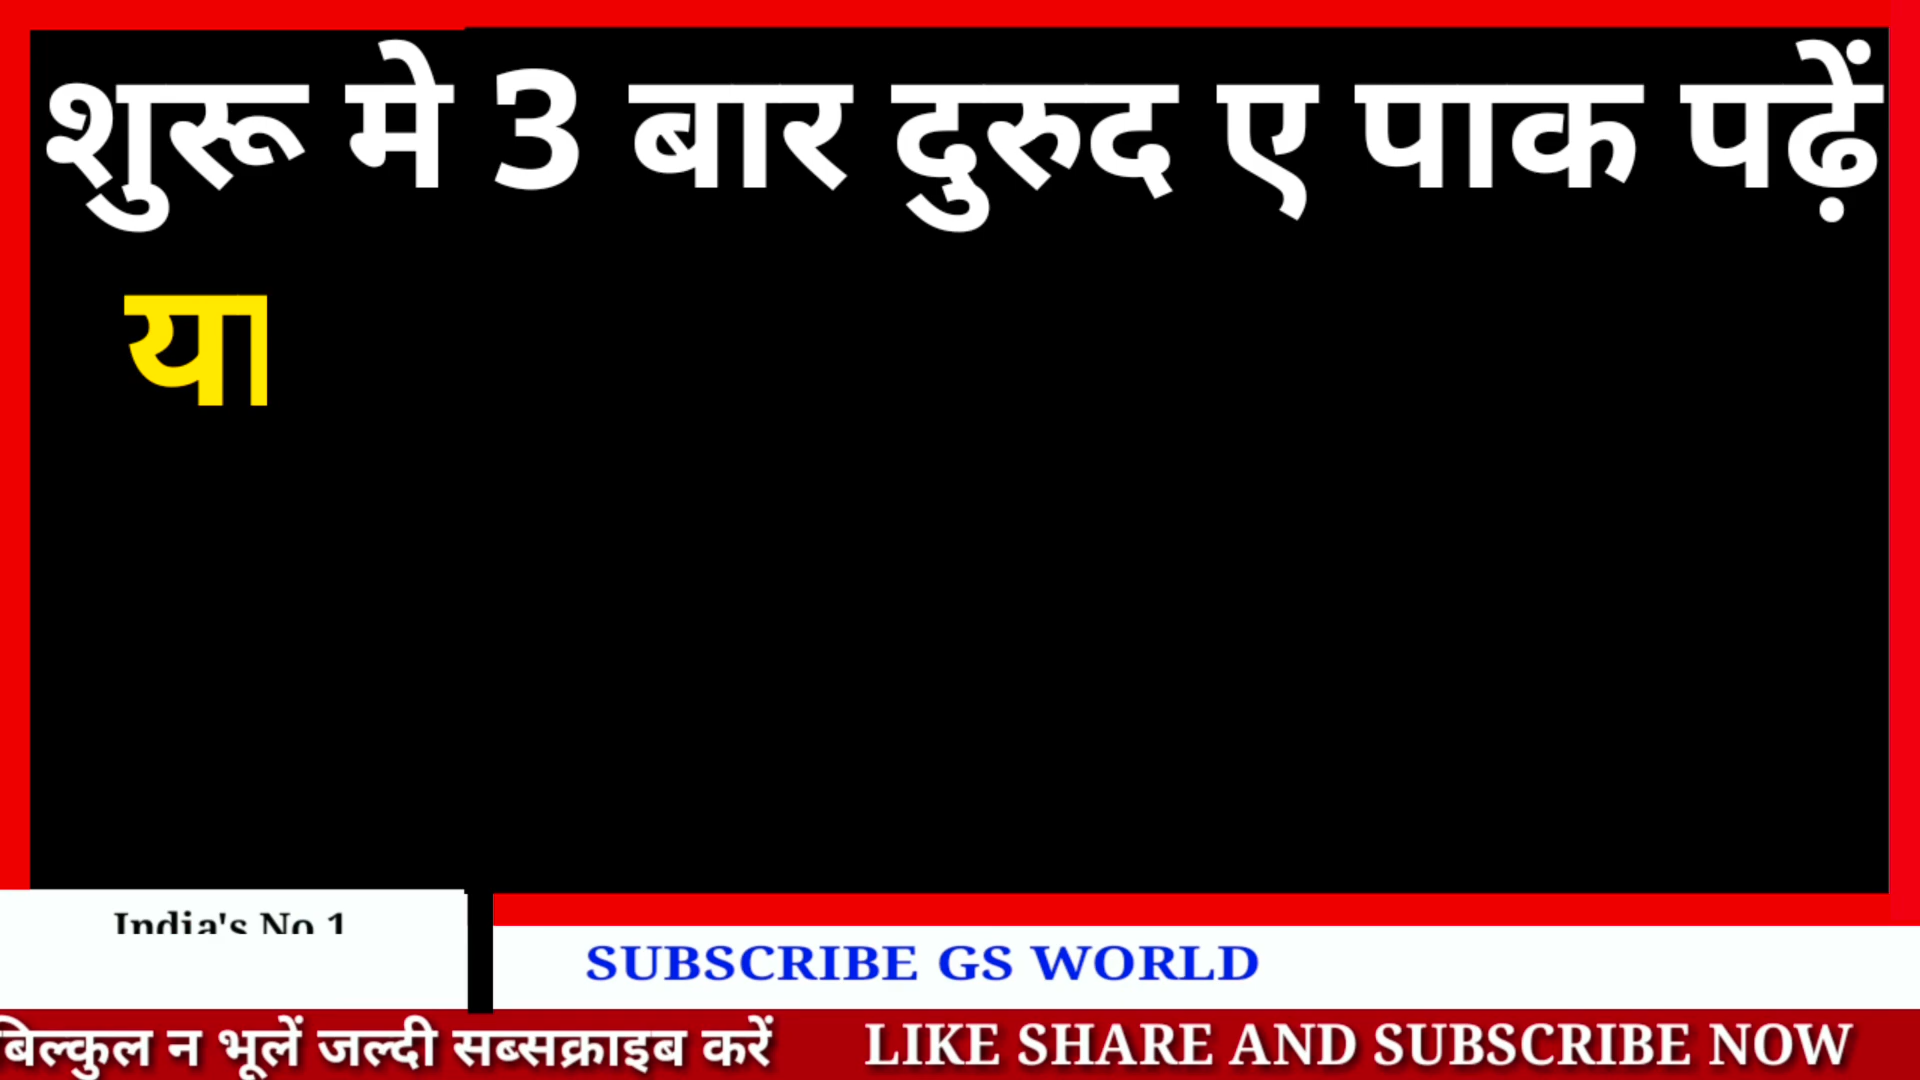 शुरू मे 3 बार दुरुद ए पाक पढ़ें
या
India's No 1
SUBSCRIBE GS WORLD
बिल्कुल न भूलें जल्दी सब्सक्राइब करें LIKE SHARE AND SUBSCRIBE NOW